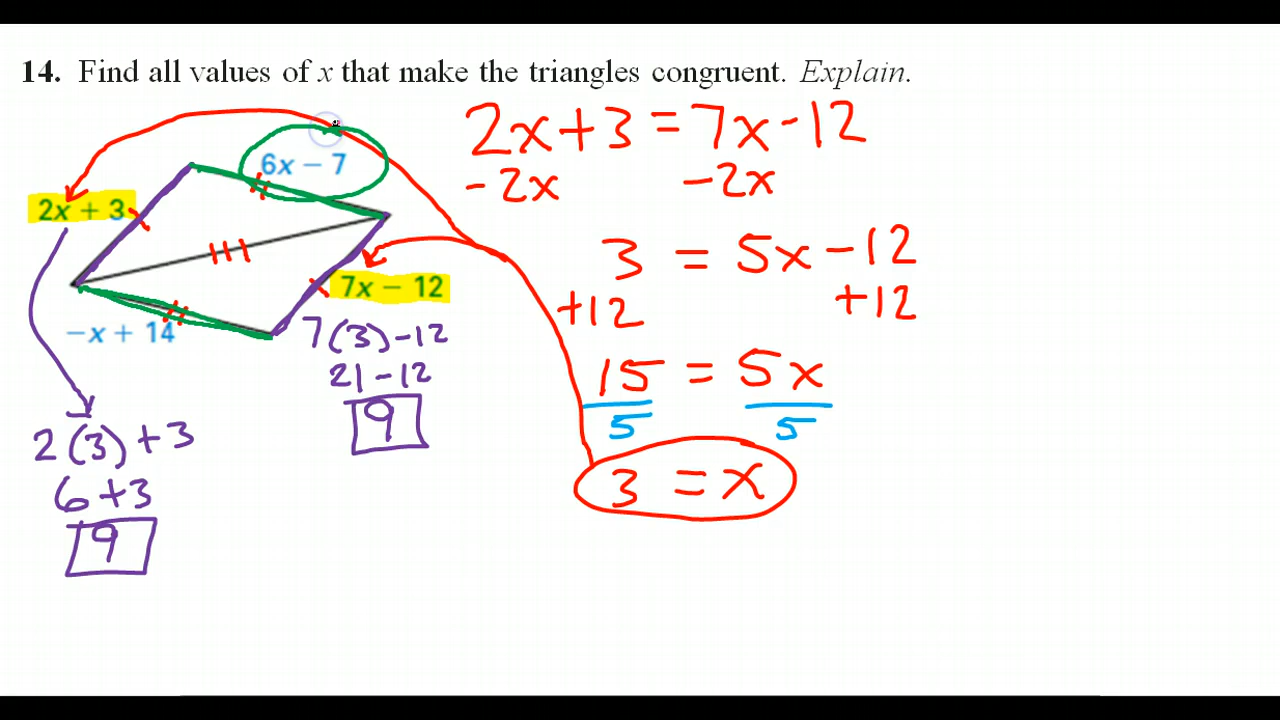 14. Find all values of x that make the triangles congruent. Explain.
2x + 3 = 7x - 12
-2x -2x
3 = 5x - 12
+12 +12
15 = 5x
5 5
3 = x
6x − 7
2x + 3
7x − 12
−x + 14
7(3) - 12
21 - 12
9
2(3) + 3
6 + 3
9